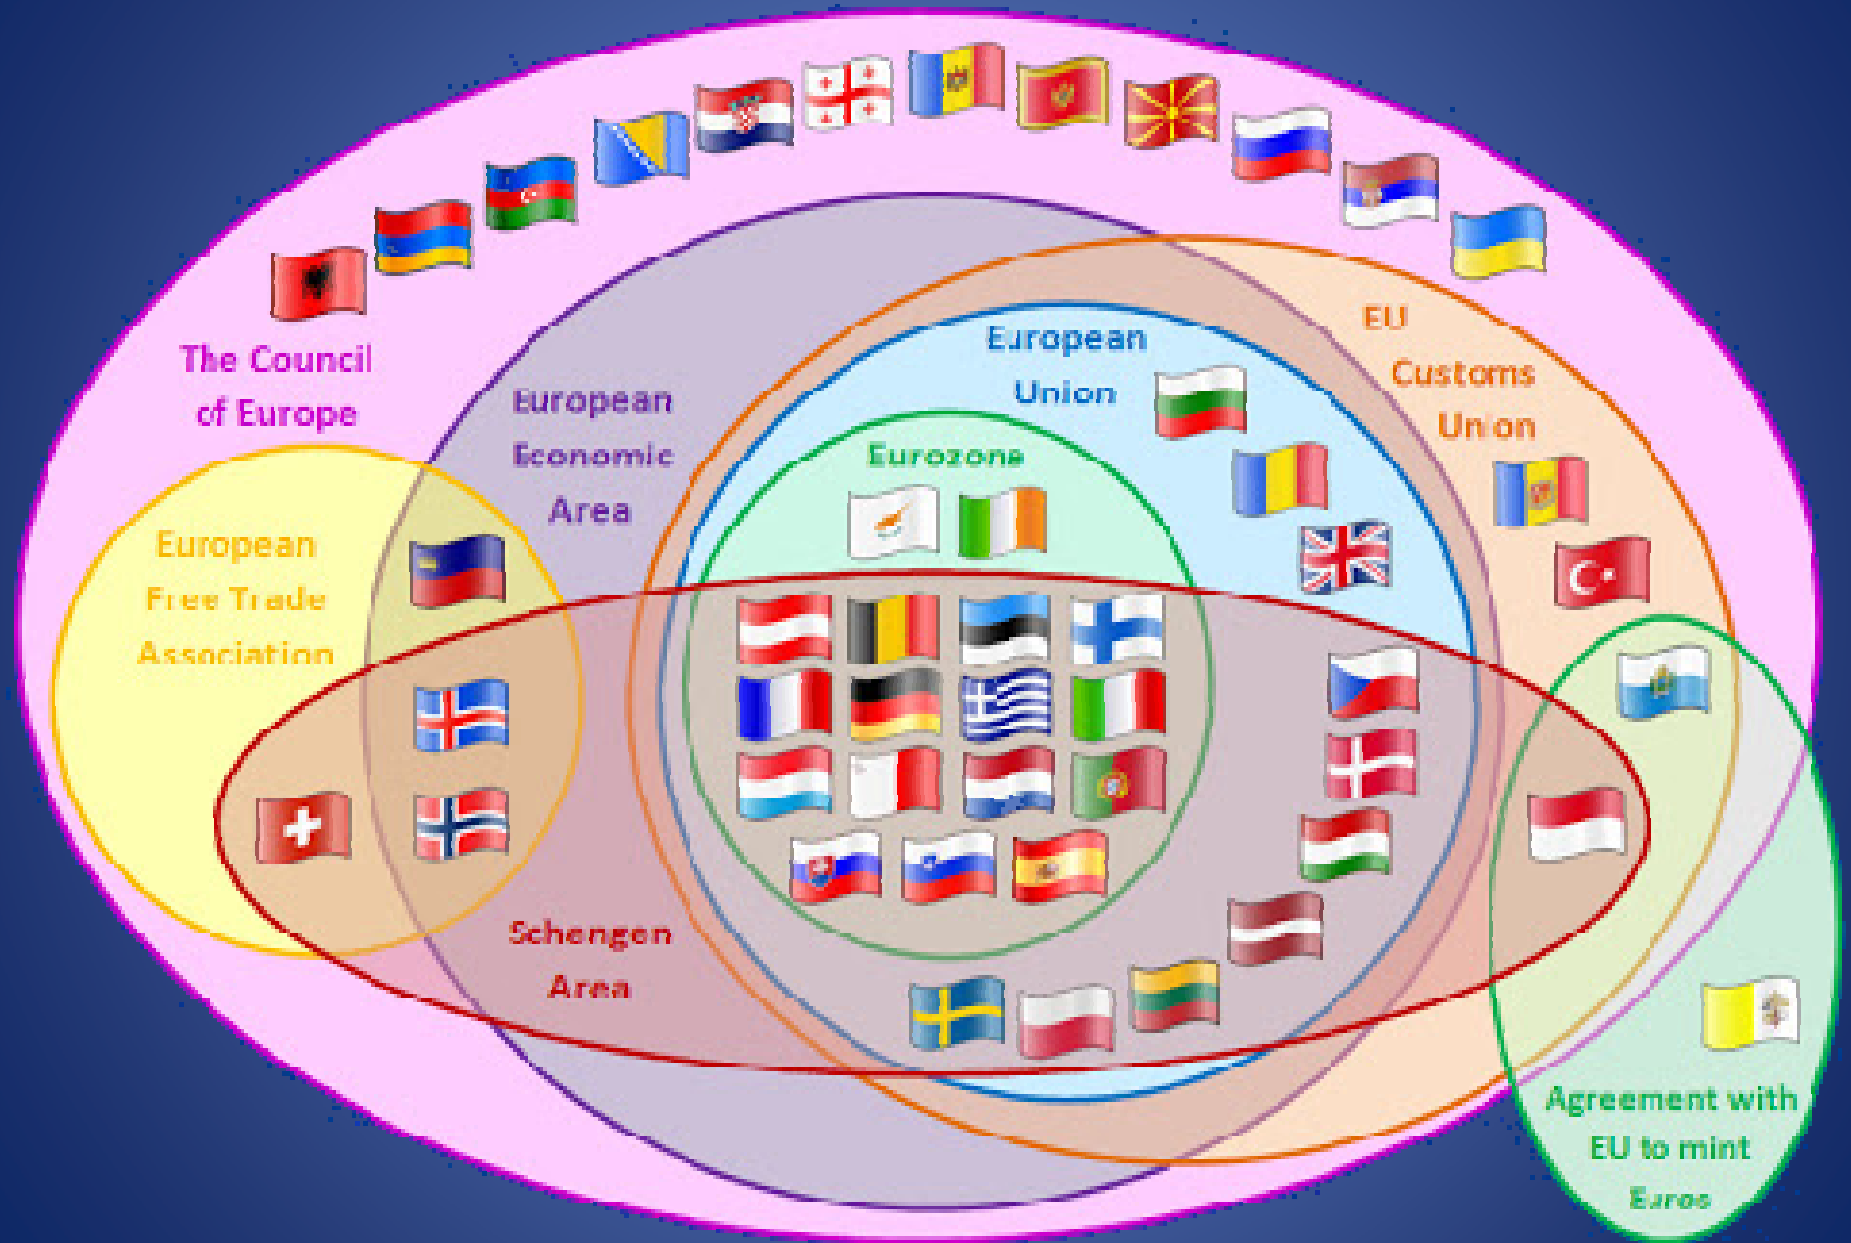 The Council
of Europe
European
Economic
Area
European
Union
EU
Customs
Union
Eurozone
European
Free Trade
Association
Schengen
Area
Agreement with
EU to mint
Euros